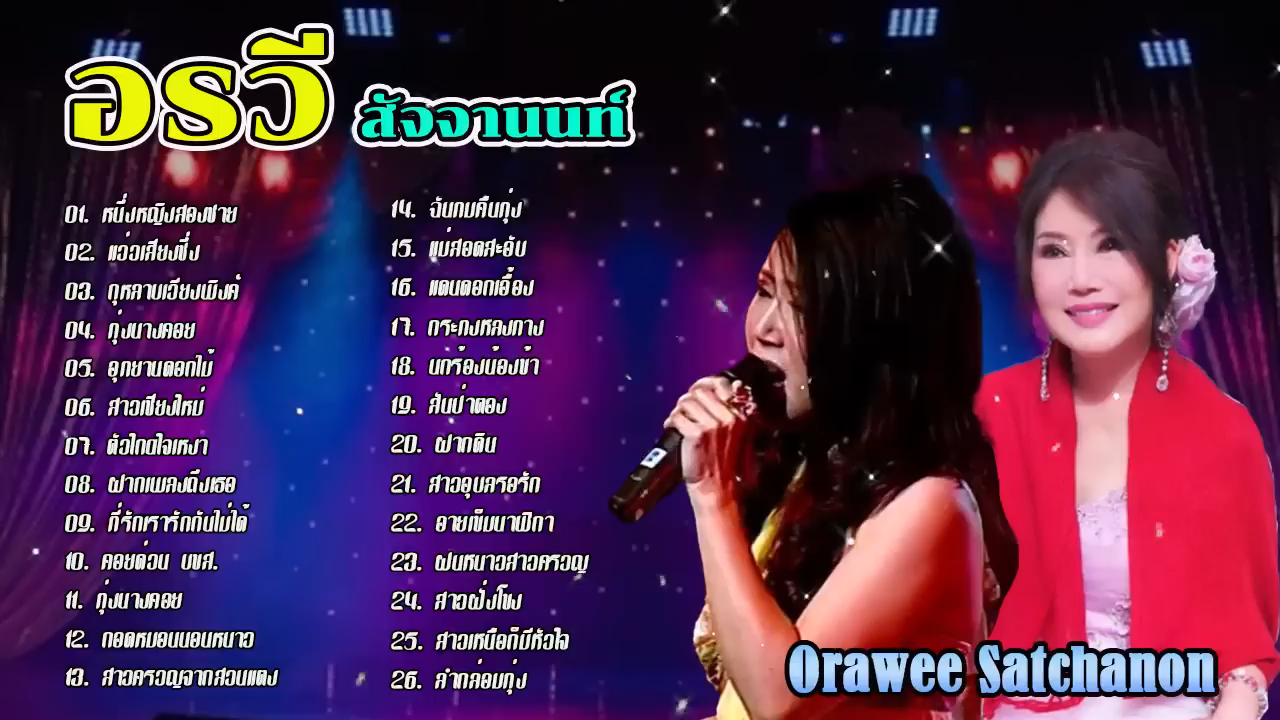 อรวี สัจจานนท์
01. หนึ่งหญิงสองชาย
02. แว่วเสียงซึ่ง
03. กุหลาบเวียงพิงค์
04. ทุ่งนางคอย
05. อุทยานดอกไม้
06. สาวเชียงใหม่
07. ตัวไกลใจเหงา
08. ฝากเพลงถึงเธอ
09. ที่รักเรารักกันไม่ได้
10. คอยด่วน บขส.
11. ทุ่งนางคอย
12. กอดหมอนนอนหนาว
13. สาวครวญจากสวนแตง
14. จันทบคืนทุ่ง
15. แม่สอดสะอื้น
16. แดนดอกเอื้อง
17. กระทงหลงทาง
18. นกร้องน้องช้ำ
19. สันป่าตอง
20. ฝากดิน
21. สาวอุบลรอรัก
22. อายเข็มนาฬิกา
23. ฝนหนาวสาวครวญ
24. สาวฝั่งโขง
25. สาวเหนือก็มีหัวใจ
26. ลำกล่อมทุ่ง
Orawee Satchanon